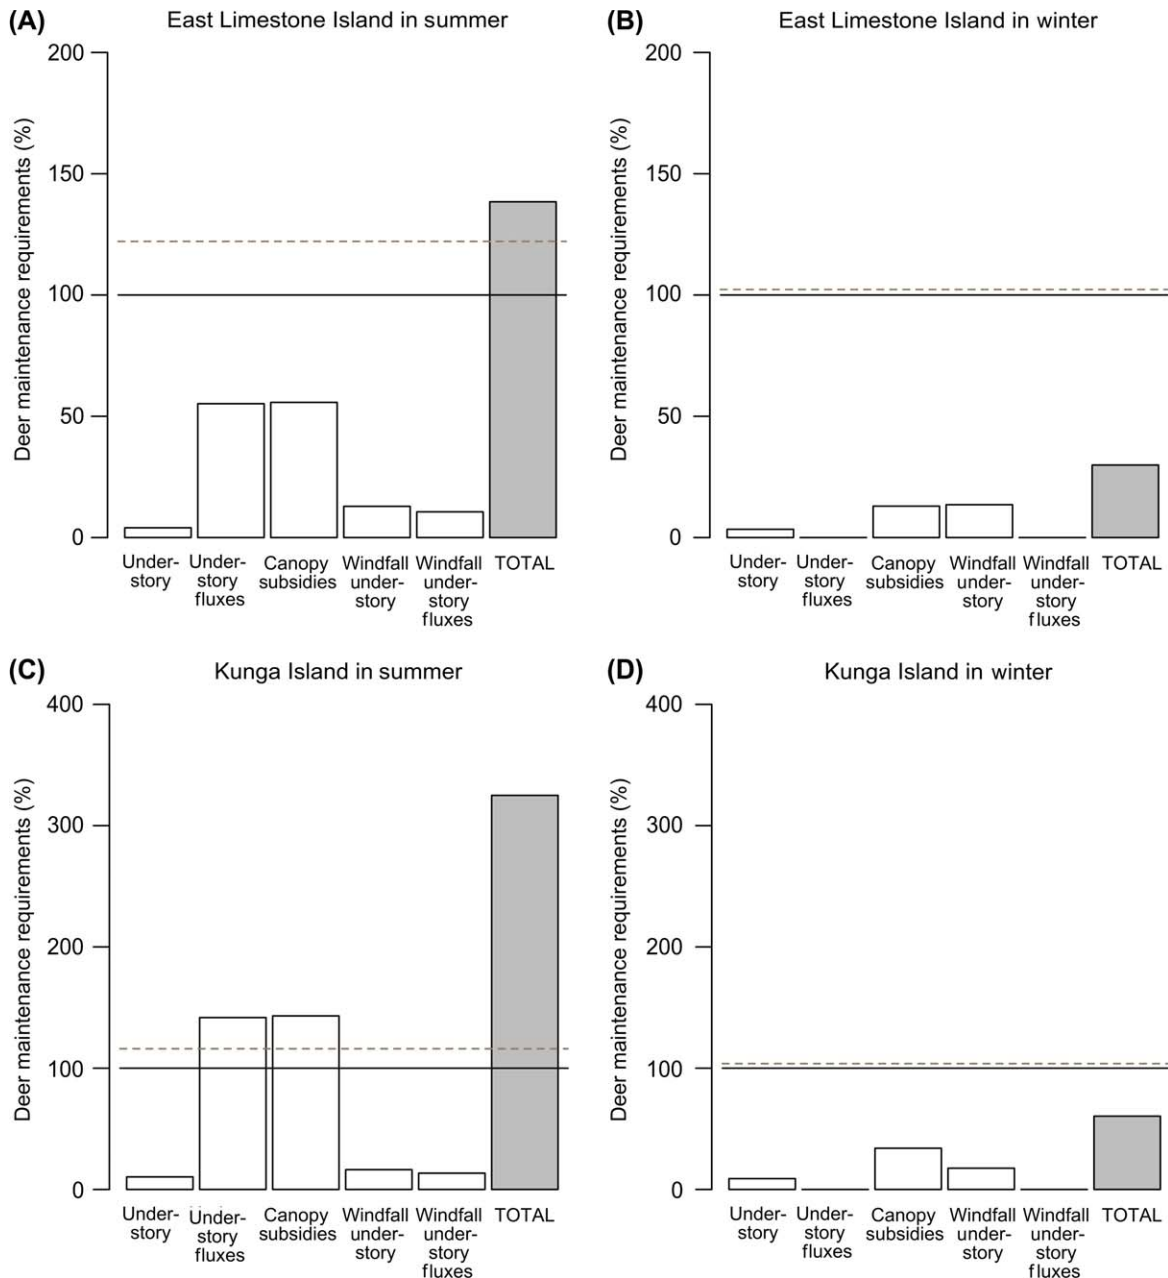 (A) East Limestone Island in summer
Deer maintenance requirements (%)
200
150
100
50
0
Under-
story
Under-
story
fluxes
Canopy
subsidies
Windfall
under-
story
Windfall
under-
story
fluxes
TOTAL
(B) East Limestone Island in winter
Deer maintenance requirements (%)
200
150
100
50
0
Under-
story
Under-
story
fluxes
Canopy
subsidies
Windfall
under-
story
Windfall
under-
story
fluxes
TOTAL
(C) Kunga Island in summer
Deer maintenance requirements (%)
400
300
200
100
0
Under-
story
Under-
story
fluxes
Canopy
subsidies
Windfall
under-
story
Windfall
under-
story
fluxes
TOTAL
(D) Kunga Island in winter
Deer maintenance requirements (%)
400
300
200
100
0
Under-
story
Under-
story
fluxes
Canopy
subsidies
Windfall
under-
story
Windfall
under-
story
fluxes
TOTAL